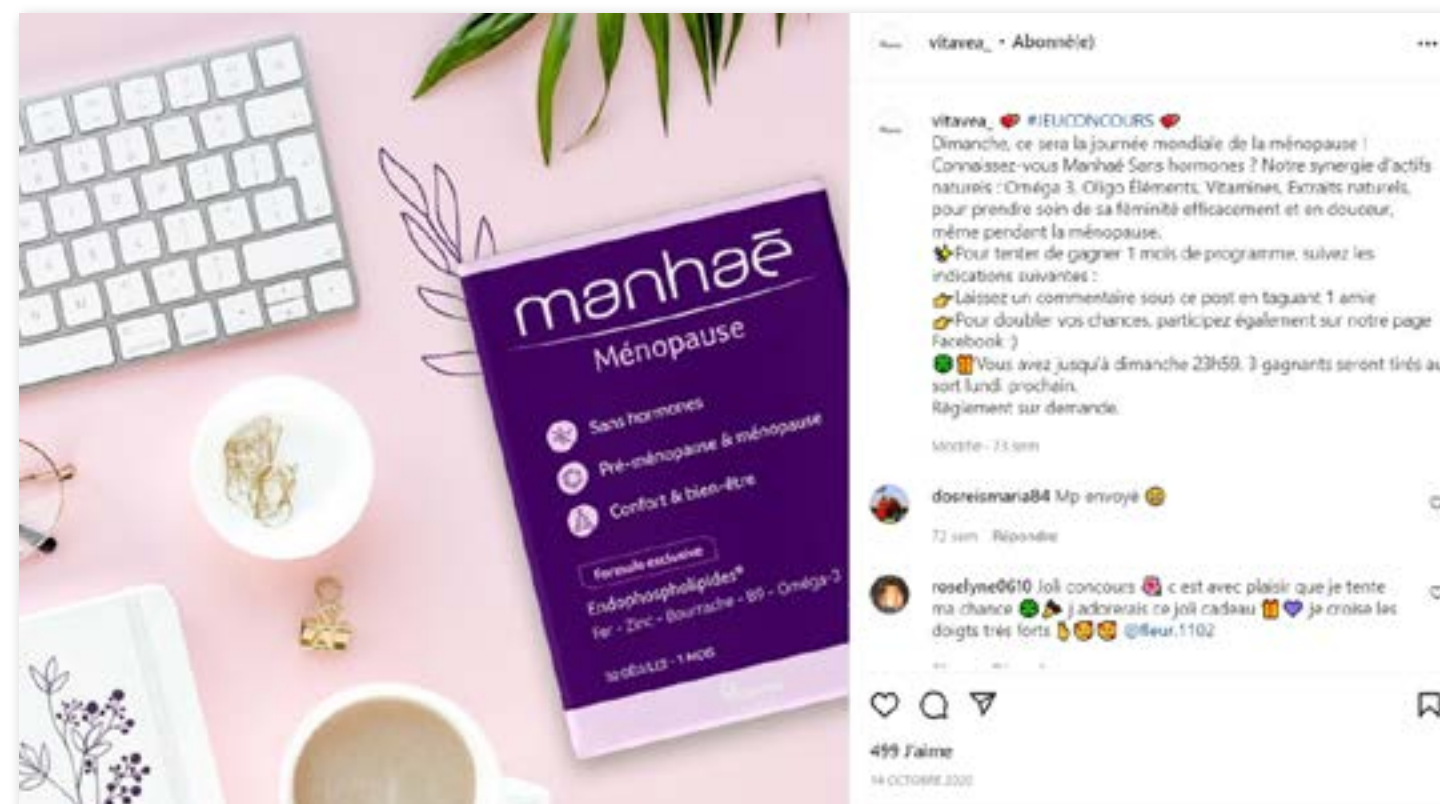 manhaē
Ménopause
Sans hormones
Pré-ménopause & ménopause
Confort & bien-être
Formule exclusive
Endophospholipides®
Fer - Zinc - Bourrache - B9 - Oméga-3
30 GÉLULES - 1 MOIS
vitavea_ • Abonné(e)
vitavea_ 💝 #JEUCONCOURS 💝
Dimanche, ce sera la journée mondiale de la ménopause !
Connaissez-vous Manhaé Sans hormones ? Notre synergie d'actifs
naturels : Oméga 3, Oligo Éléments, Vitamines, Extraits naturels,
pour prendre soin de sa féminité efficacement et en douceur,
même pendant la ménopause.
Pour tenter de gagner 1 mois de programme, suivez les
indications suivantes :
👉Laissez un commentaire sous ce post en taguant 1 amie
👉Pour doubler vos chances, participez également sur notre page
Facebook :)
🍀🎁Vous avez jusqu'à dimanche 23h59. 3 gagnants seront tirés au
sort lundi prochain.
Règlement sur demande.
Modifié · 73 sem
dosreismaria84 Mp envoyé
72 sem Répondre
roselyne0610 Joli concours 🌺 c est avec plaisir que je tente
ma chance 🍀 j adorerais ce joli cadeau 🎁💜 je croise les
doigts très forts 🥰🥰 @fleur.1102
499 J'aime
14 OCTOBRE 2020